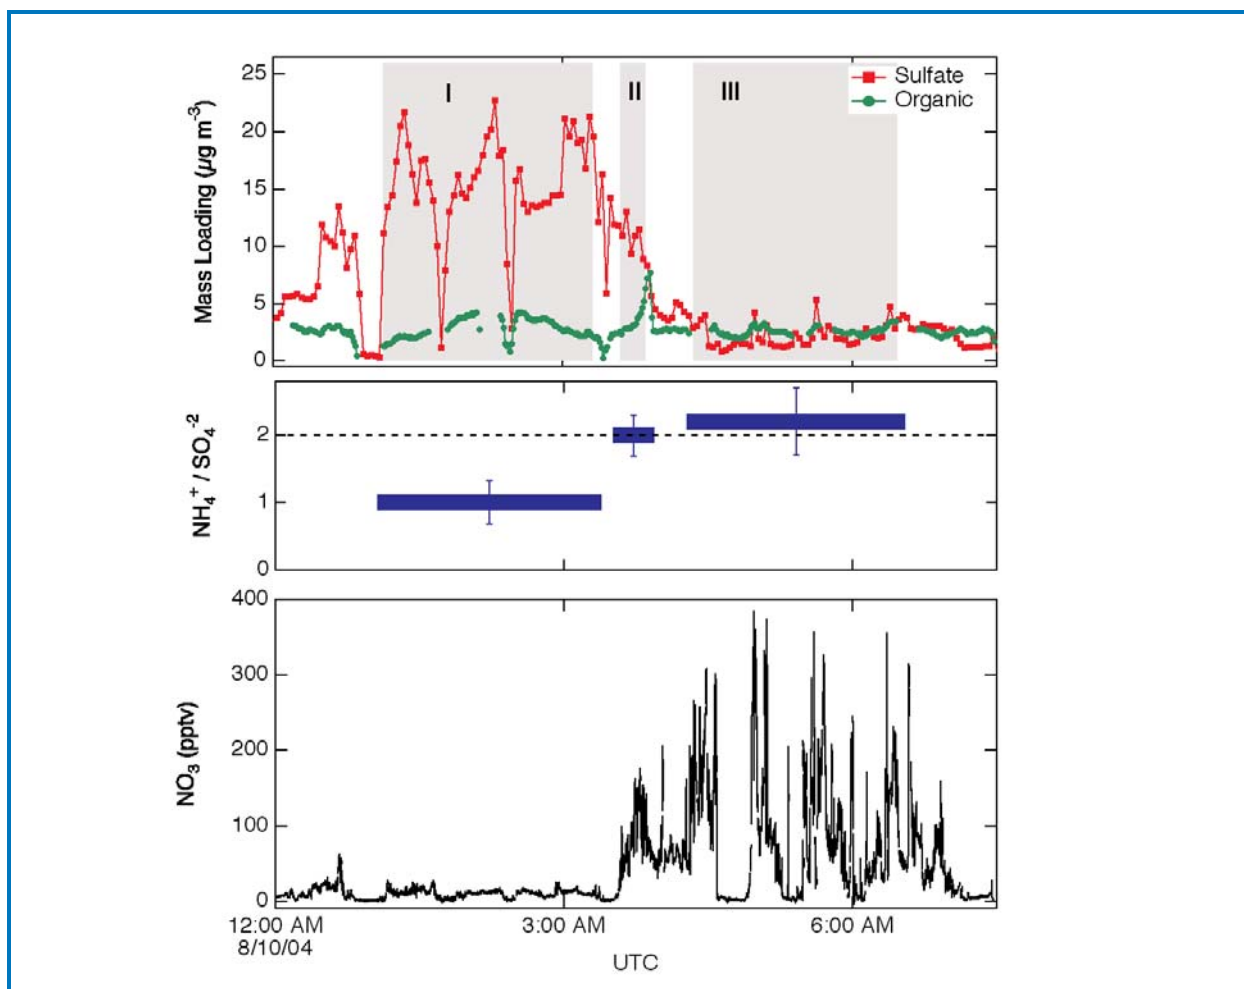 Mass Loading (µg m-3)
25
20
15
10
5
0
I
II
III
Sulfate
Organic
NH4+ / SO4-2
2
1
0
NO3 (pptv)
400
300
200
100
0
12:00 AM
8/10/04
3:00 AM
6:00 AM
UTC